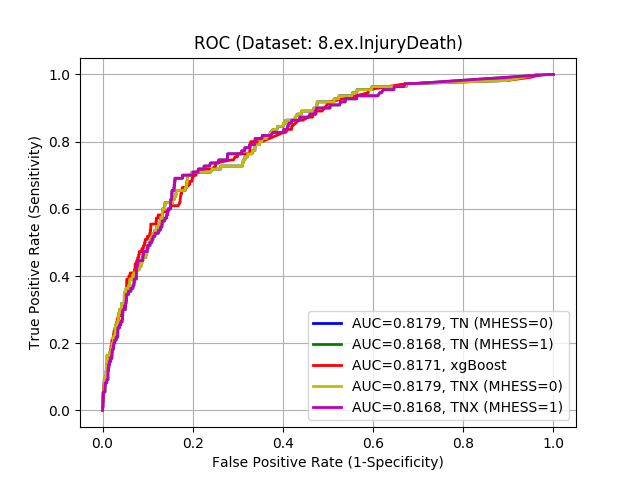 ROC (Dataset: 8.ex.InjuryDeath)
1.0
0.8
0.6
0.4
0.2
0.0
True Positive Rate (Sensitivity)
AUC=0.8179, TN (MHESS=0)
AUC=0.8168, TN (MHESS=1)
AUC=0.8171, xgBoost
AUC=0.8179, TNX (MHESS=0)
AUC=0.8168, TNX (MHESS=1)
0.0 0.2 0.4 0.6 0.8 1.0
False Positive Rate (1-Specificity)